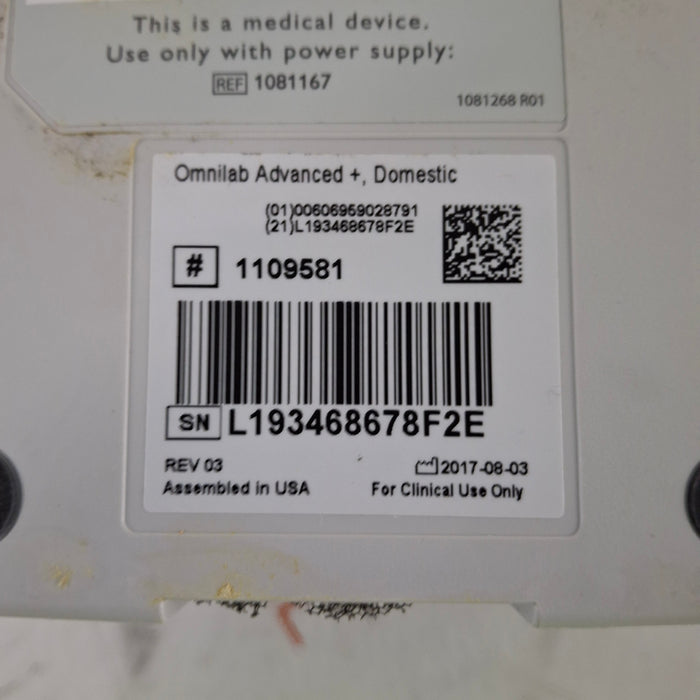 This is a medical device.
Use only with power supply:
REF 1081167
1081268 R01
Omnilab Advanced +, Domestic
(01)00606959028791
(21)L193468678F2E
# 1109581
SN L193468678F2E
REV 03
2017-08-03
Assembled in USA
For Clinical Use Only